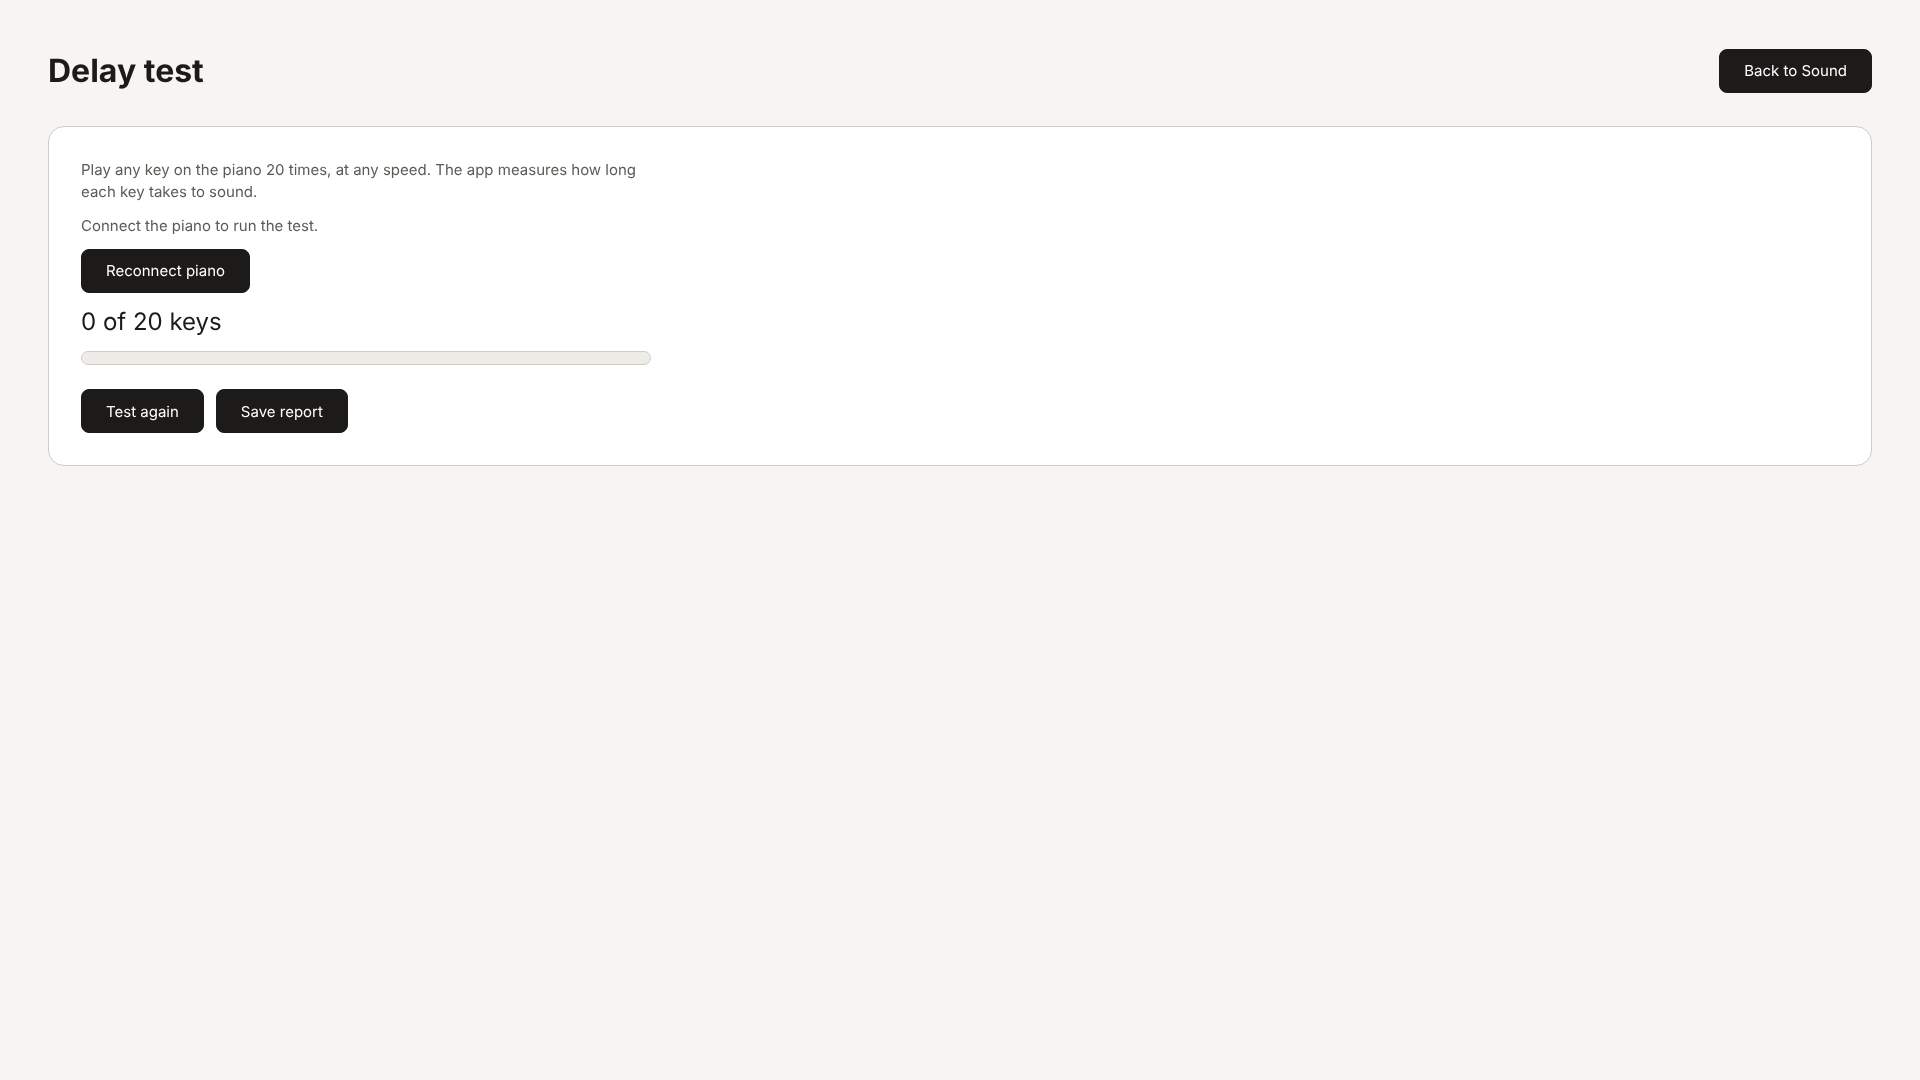 Delay test
Back to Sound
Play any key on the piano 20 times, at any speed. The app measures how long
each key takes to sound.
Connect the piano to run the test.
Reconnect piano
0 of 20 keys
Test again
Save report